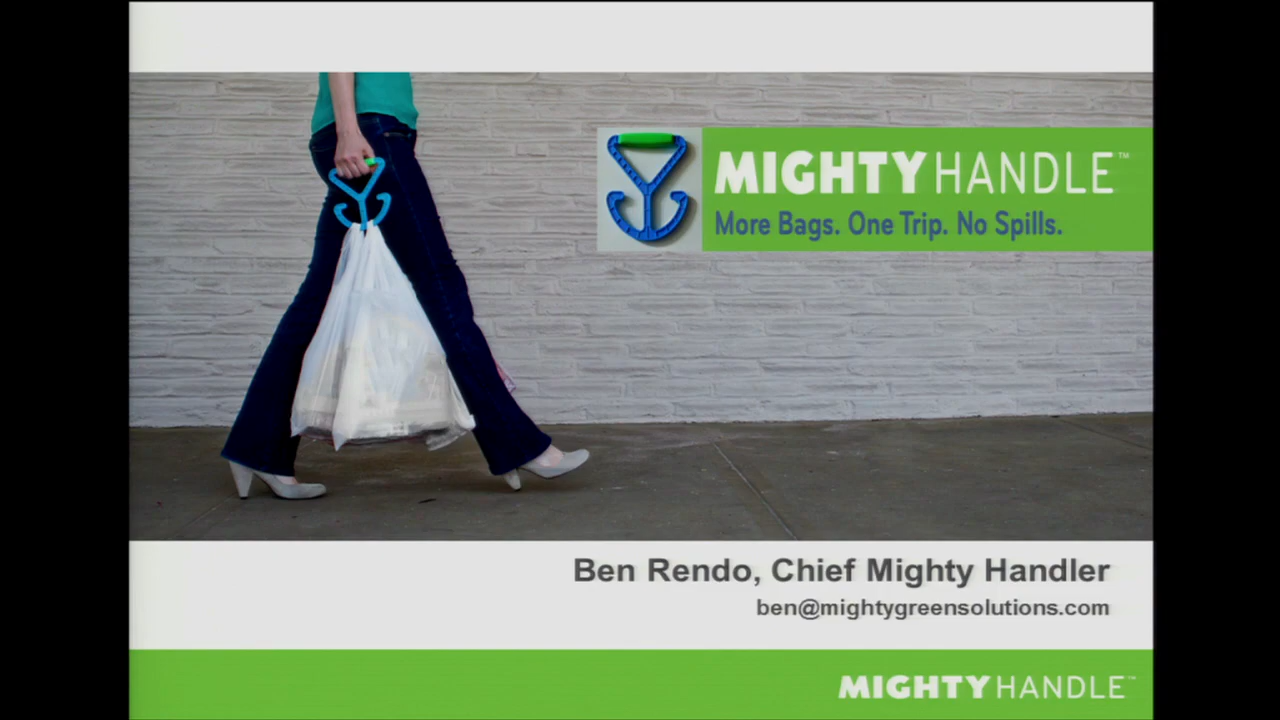 MIGHTYHANDLE™
More Bags. One Trip. No Spills.
Ben Rendo, Chief Mighty Handler
ben@mightygreensolutions.com
MIGHTYHANDLE™